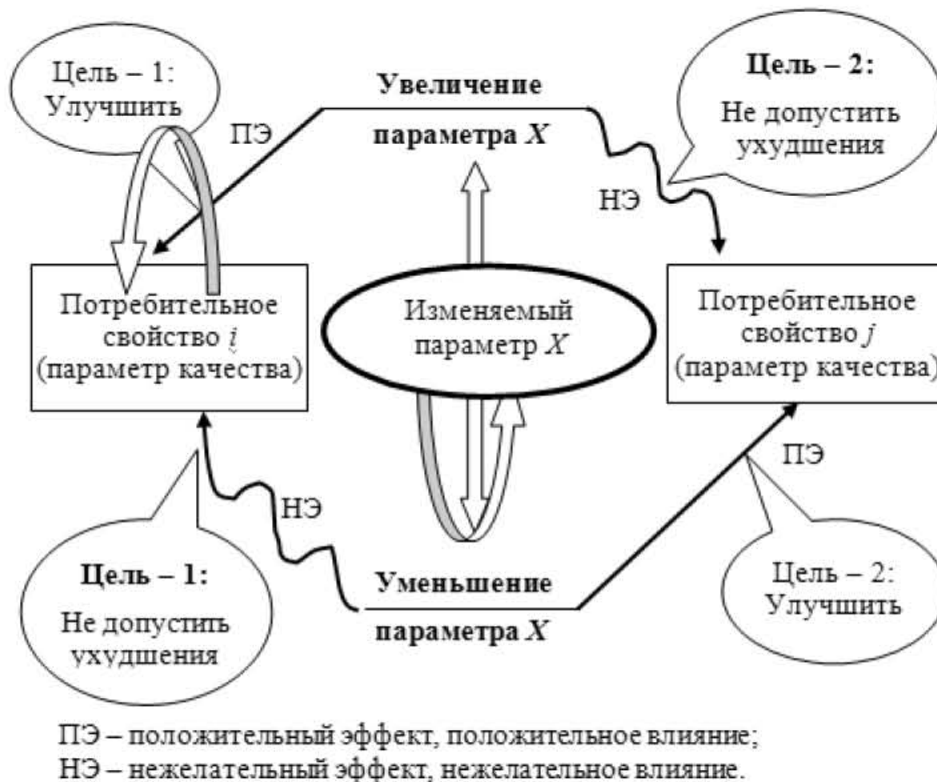 Цель – 1:
Улучшить
ПЭ
Увеличение
параметра X
Цель – 2:
Не допустить
ухудшения
НЭ
Потребительное
свойство i
(параметр качества)
Изменяемый
параметр X
Потребительное
свойство j
(параметр качества)
НЭ
ПЭ
Цель – 1:
Не допустить
ухудшения
Уменьшение
параметра X
Цель – 2:
Улучшить
ПЭ – положительный эффект, положительное влияние;
НЭ – нежелательный эффект, нежелательное влияние.